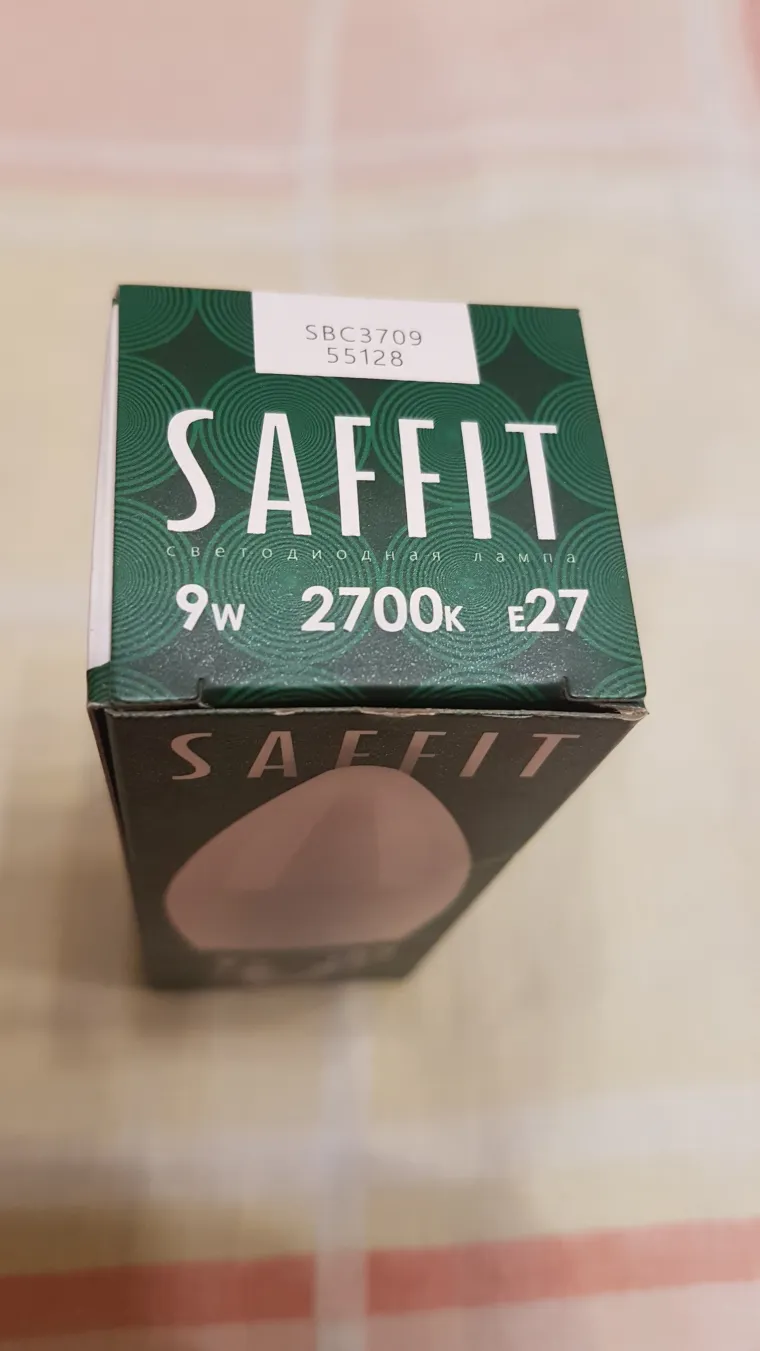 SBC3709
55128
SAFFIT
светодиодная лампа
9W 2700K E27
SAFFIT